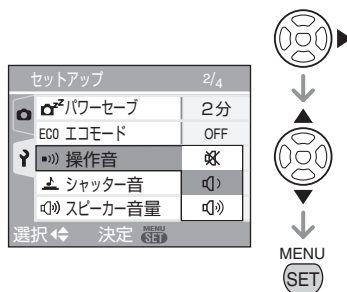 セットアップ 2/4
パワーセーブ 2分
ECO エコモード OFF
操作音
シャッター音
スピーカー音量
選択 決定 MENU SET
MENU
SET